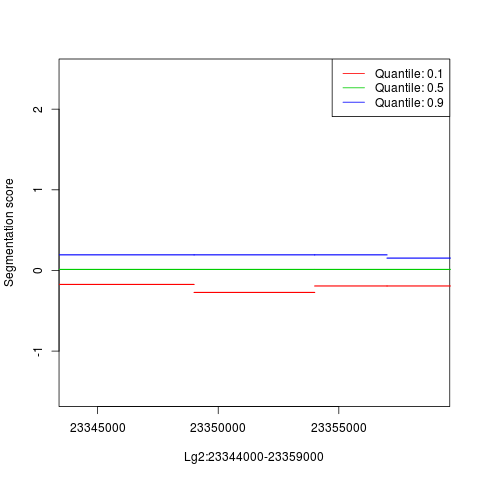 Quantile: 0.1
Quantile: 0.5
Quantile: 0.9
Segmentation score
2
1
0
-1
23345000 23350000 23355000
Lg2:23344000-23359000